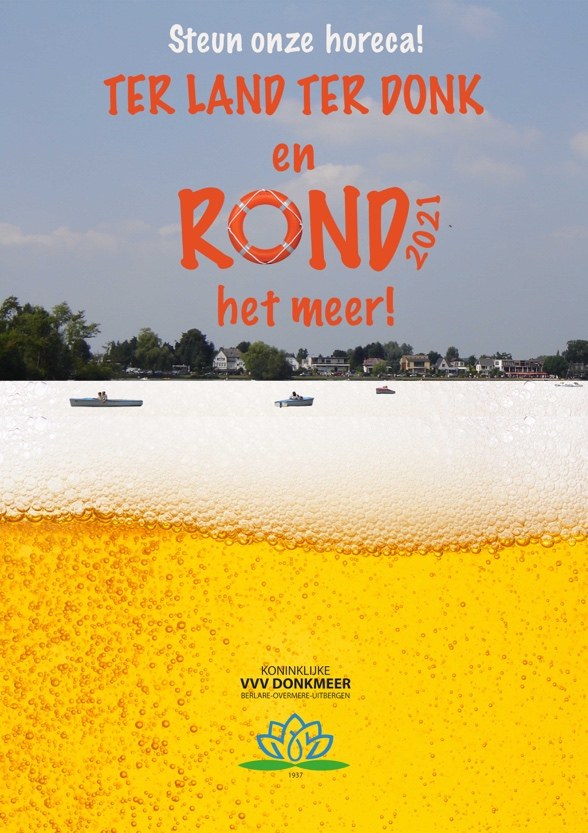 Steun onze horeca!
TER LAND TER DONK
en
ROND 2021
het meer!
KONINKLIJKE
VVV DONKMEER
BERLARE-OVERMERE-UITBERGEN
1937